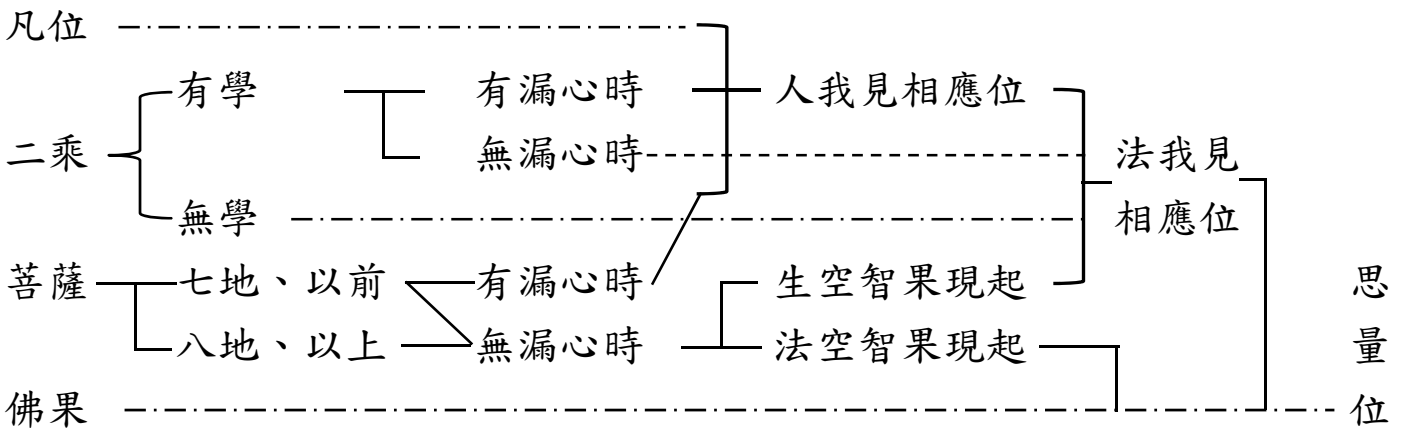 凡位
有學 有漏心時 人我見相應位
二乘 無漏心時 法我見
無學 相應位
菩薩 七地、以前 有漏心時 生空智果現起 思
八地、以上 無漏心時 法空智果現起 量
佛果 位